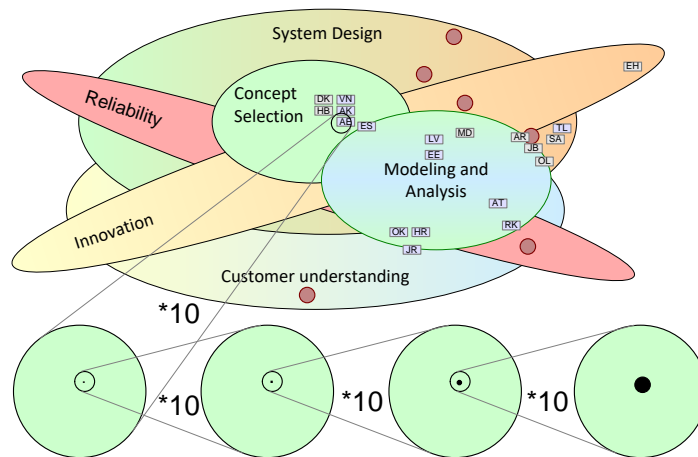 System Design
EH
Reliability
Concept
Selection
DK VN
HB AK
AE ES
LV MD AR TL
SA
EE JB
OL
Modeling and
Analysis
AT
Innovation
OK HR RK
JR
Customer understanding
*10
*10 *10 *10